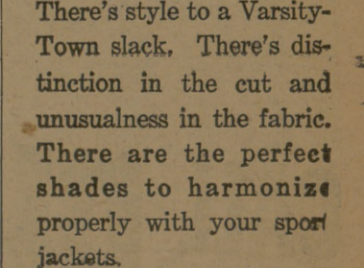 There's style to a Varsity-
Town slack. There's dis-
tinction in the cut and
unusualness in the fabric.
There are the perfect
shades to harmonize
properly with your sport
jackets.